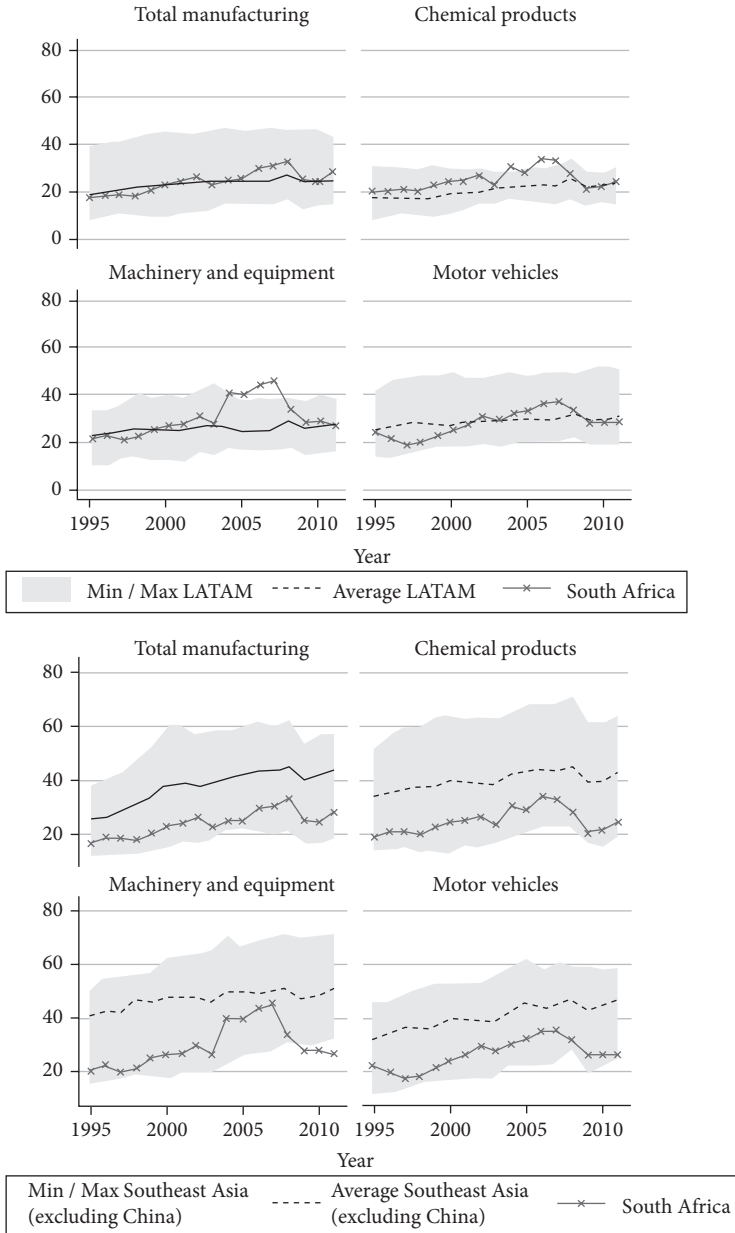 Total manufacturing
Chemical products
80
60
40
20
0
Machinery and equipment
Motor vehicles
80
60
40
20
0
1995 2000 2005 2010
1995 2000 2005 2010
Year
Min / Max LATAM
Average LATAM
South Africa
Total manufacturing
Chemical products
80
60
40
20
Machinery and equipment
Motor vehicles
80
60
40
20
1995 2000 2005 2010
1995 2000 2005 2010
Year
Min / Max Southeast Asia
(excluding China)
Average Southeast Asia
(excluding China)
South Africa